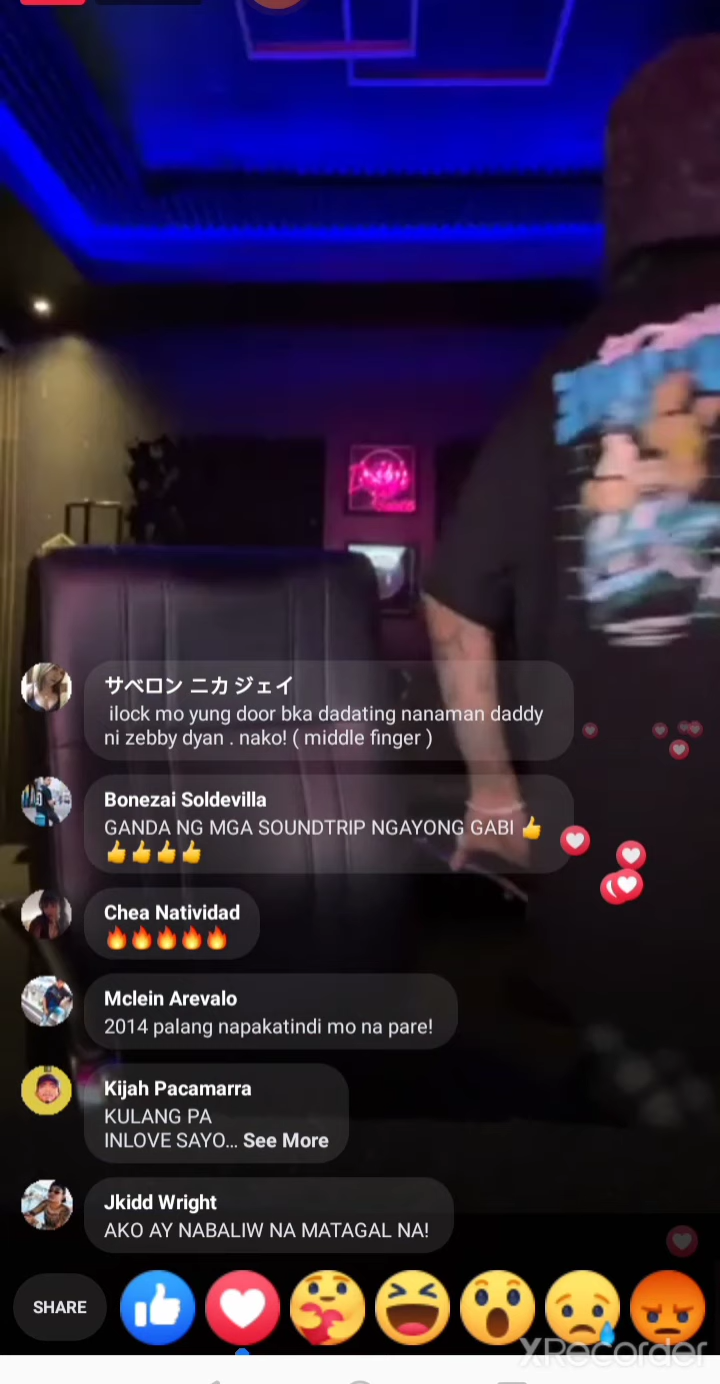 サベロン ニカ ジェイ
ilock mo yung door bka dadating nanaman daddy
ni zebby dyan . nako! ( middle finger )
Bonezai Soldevilla
GANDA NG MGA SOUNDTRIP NGAYONG GABI 👍
👍👍👍👍
Chea Natividad
🔥🔥🔥🔥🔥
Mclein Arevalo
2014 palang napakatindi mo na pare!
Kijah Pacamarra
KULANG PA
INLOVE SAYO... See More
Jkidd Wright
AKO AY NABALIW NA MATAGAL NA!
SHARE
XRecorder